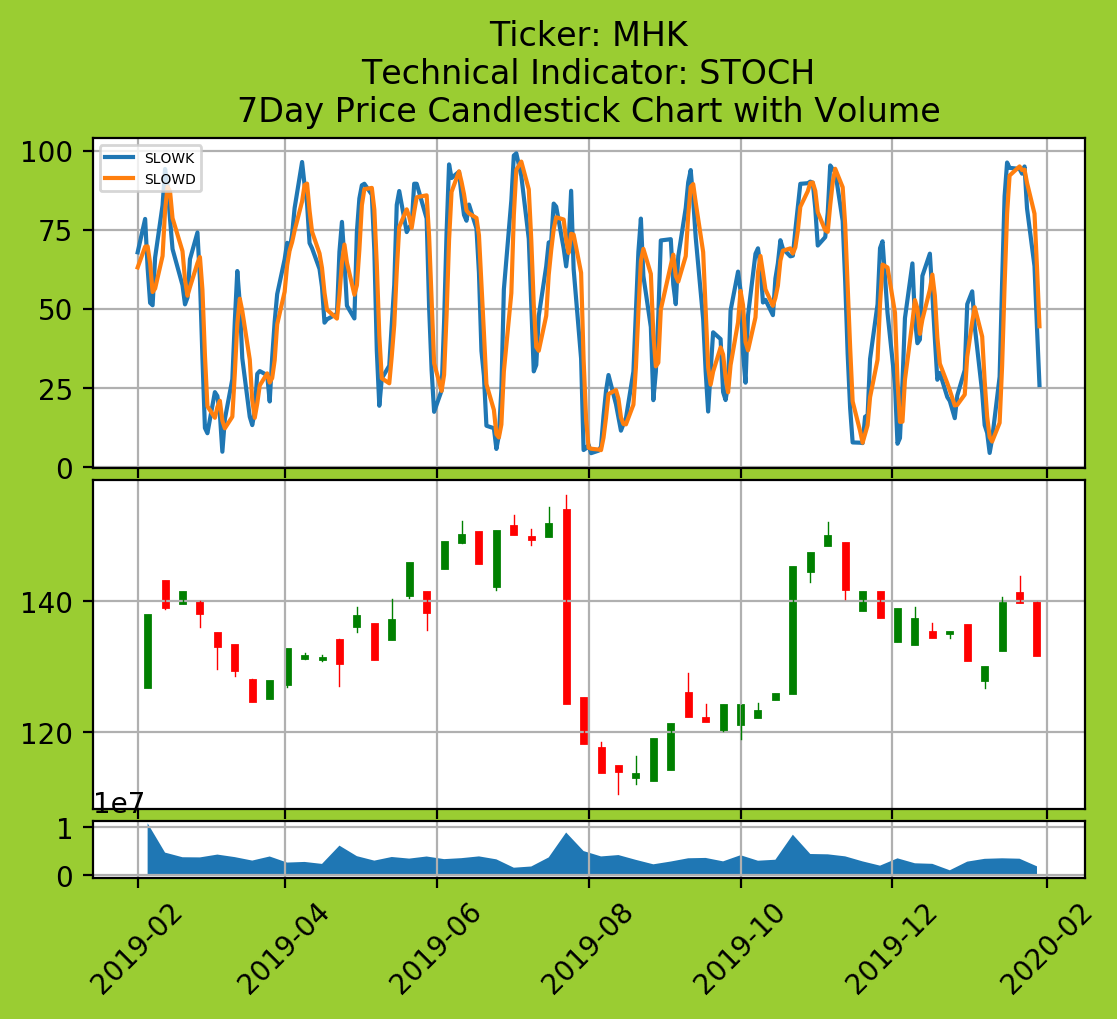 Ticker: MHK
Technical Indicator: STOCH
7Day Price Candlestick Chart with Volume
100
SLOWK
SLOWD
75
50
25
0
140
120
1e7
1
0
2019-02
2019-04
2019-06
2019-08
2019-10
2019-12
2020-02